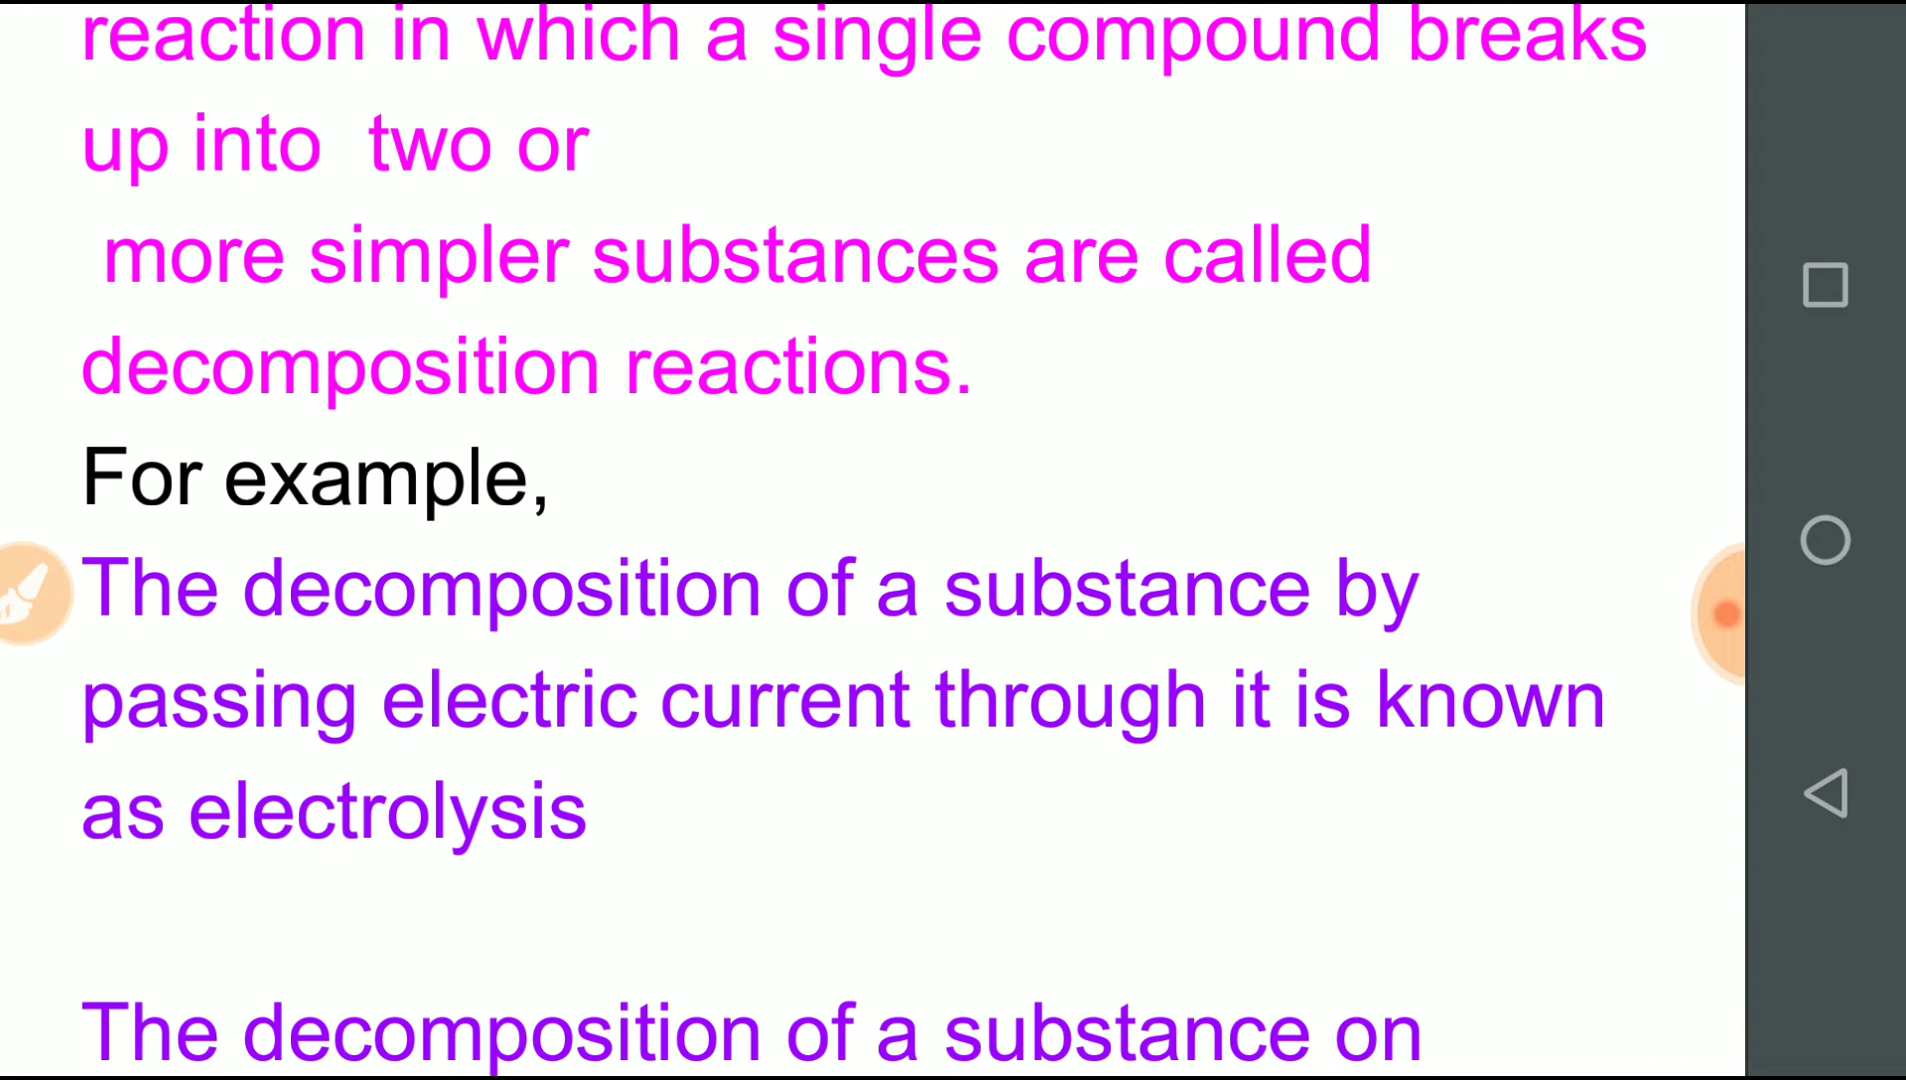 reaction in which a single compound breaks
up into two or
more simpler substances are called
decomposition reactions.
For example,
The decomposition of a substance by
passing electric current through it is known
as electrolysis
The decomposition of a substance on